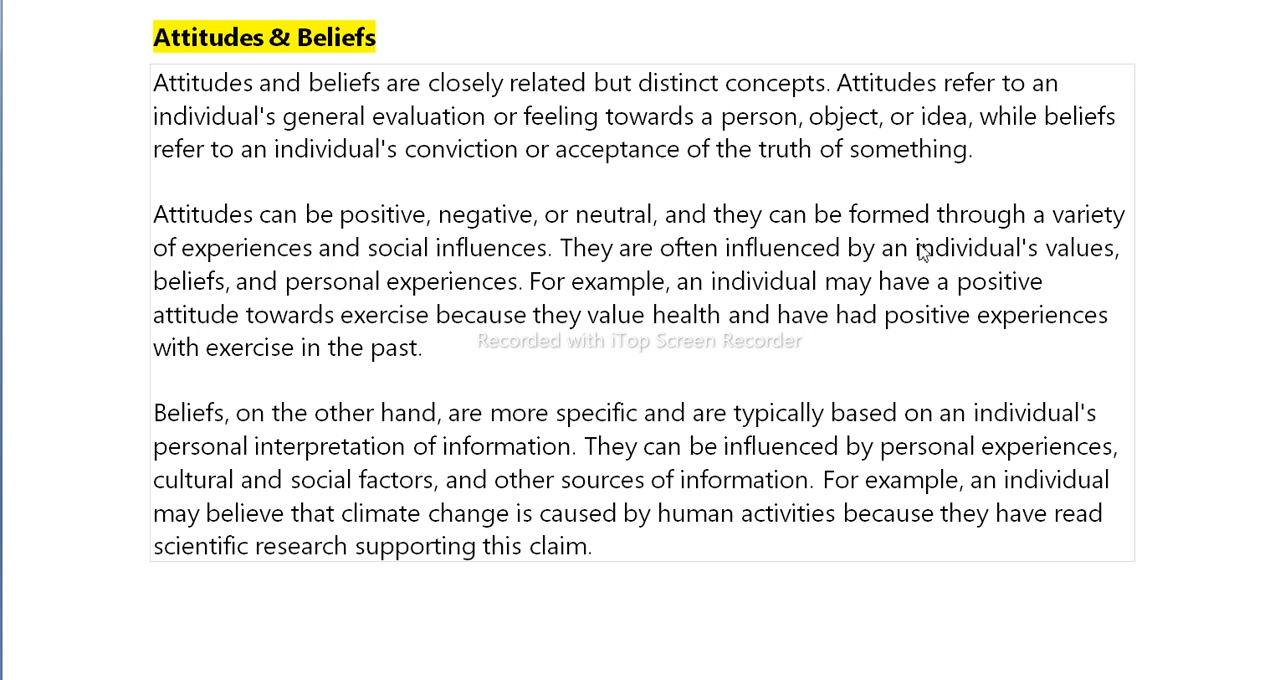 Attitudes & Beliefs
Attitudes and beliefs are closely related but distinct concepts. Attitudes refer to an
individual's general evaluation or feeling towards a person, object, or idea, while beliefs
refer to an individual's conviction or acceptance of the truth of something.
Attitudes can be positive, negative, or neutral, and they can be formed through a variety
of experiences and social influences. They are often influenced by an individual's values,
beliefs, and personal experiences. For example, an individual may have a positive
attitude towards exercise because they value health and have had positive experiences
with exercise in the past.
Recorded with iTop Screen Recorder
Beliefs, on the other hand, are more specific and are typically based on an individual's
personal interpretation of information. They can be influenced by personal experiences,
cultural and social factors, and other sources of information. For example, an individual
may believe that climate change is caused by human activities because they have read
scientific research supporting this claim.